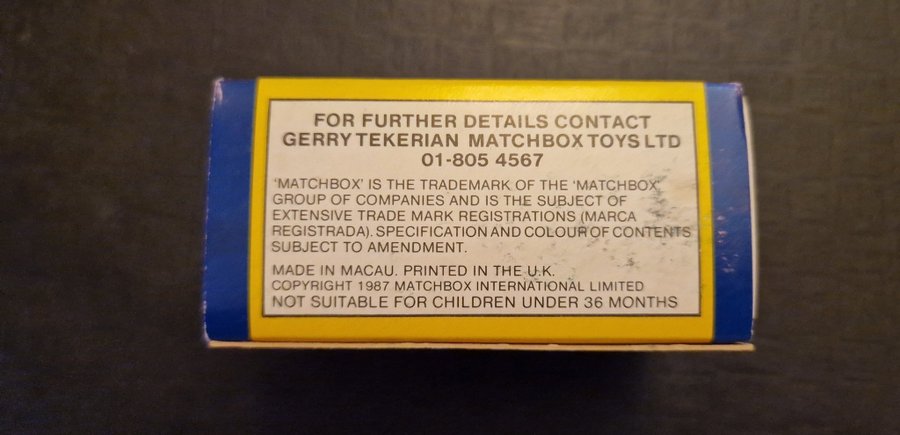 FOR FURTHER DETAILS CONTACT
GERRY TEKERIAN MATCHBOX TOYS LTD
01-805 4567
'MATCHBOX' IS THE TRADEMARK OF THE 'MATCHBOX'
GROUP OF COMPANIES AND IS THE SUBJECT OF
EXTENSIVE TRADE MARK REGISTRATIONS (MARCA
REGISTRADA). SPECIFICATION AND COLOUR OF CONTENTS
SUBJECT TO AMENDMENT.
MADE IN MACAU. PRINTED IN THE U.K.
COPYRIGHT 1987 MATCHBOX INTERNATIONAL LIMITED
NOT SUITABLE FOR CHILDREN UNDER 36 MONTHS